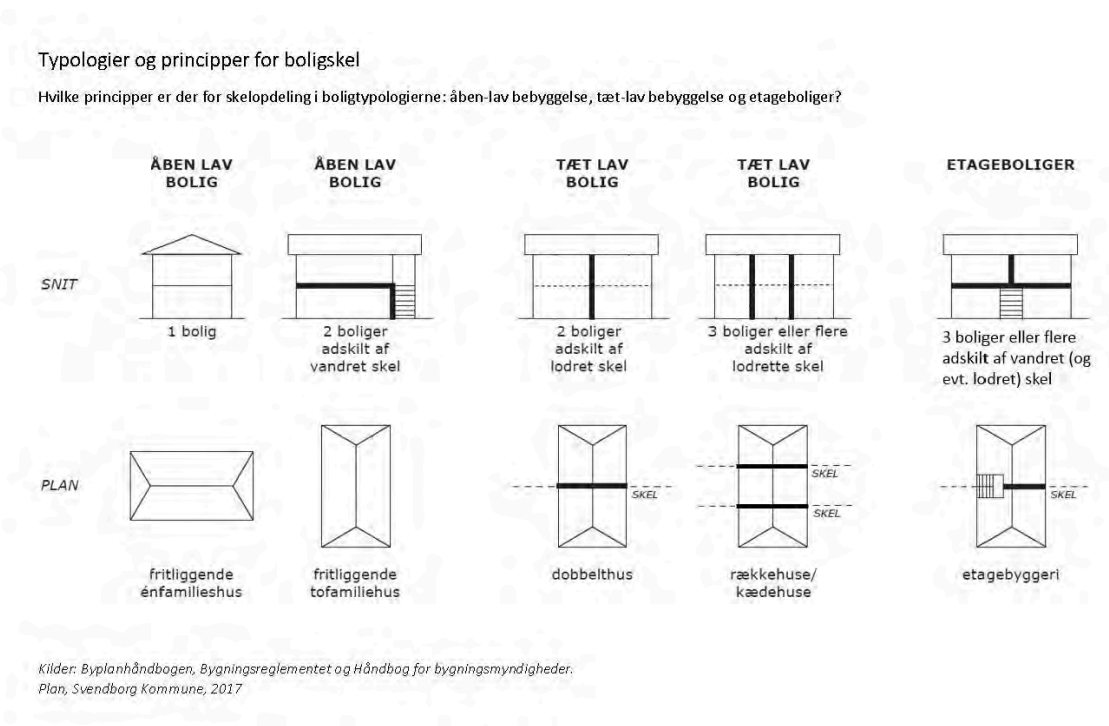 Typologier og principper for boligskel
Hvilke principper er der for skelopdeling i boligtypologierne: åben-lav bebyggelse, tæt-lav bebyggelse og etageboliger?
ÅBEN LAV
BOLIG
ÅBEN LAV
BOLIG
TÆT LAV
BOLIG
TÆT LAV
BOLIG
ETAGEBOLIGER
SNIT
1 bolig
2 boliger
adskilt af
vandret skel
2 boliger
adskilt af
lodret skel
3 boliger eller flere
adskilt af
lodrette skel
3 boliger eller flere
adskilt af vandret (og
evt. lodret) skel
PLAN
SKEL
SKEL
SKEL
SKEL
fritliggende
énfamilieshus
fritliggende
tofamiliehus
dobbelthus
rækkehuse/
kædehuse
etagebyggeri
Kilder: Byplanhåndbogen, Bygningsreglementet og Håndbog for bygningsmyndigheder.
Plan, Svendborg Kommune, 2017